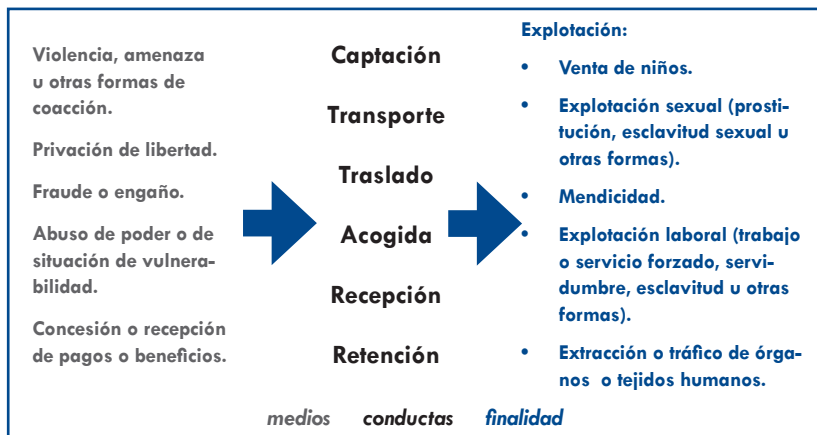 Violencia, amenaza
u otras formas de
coacción.
Privación de libertad.
Fraude o engaño.
Abuso de poder o de
situación de vulnera-
bilidad.
Concesión o recepción
de pagos o beneficios.
Captación
Transporte
Traslado
Acogida
Recepción
Retención
Explotación:
• Venta de niños.
• Explotación sexual (prosti-
tución, esclavitud sexual u
otras formas).
• Mendicidad.
• Explotación laboral (trabajo
o servicio forzado, servi-
dumbre, esclavitud u otras
formas).
• Extracción o tráfico de órga-
nos o tejidos humanos.
medios conductas finalidad